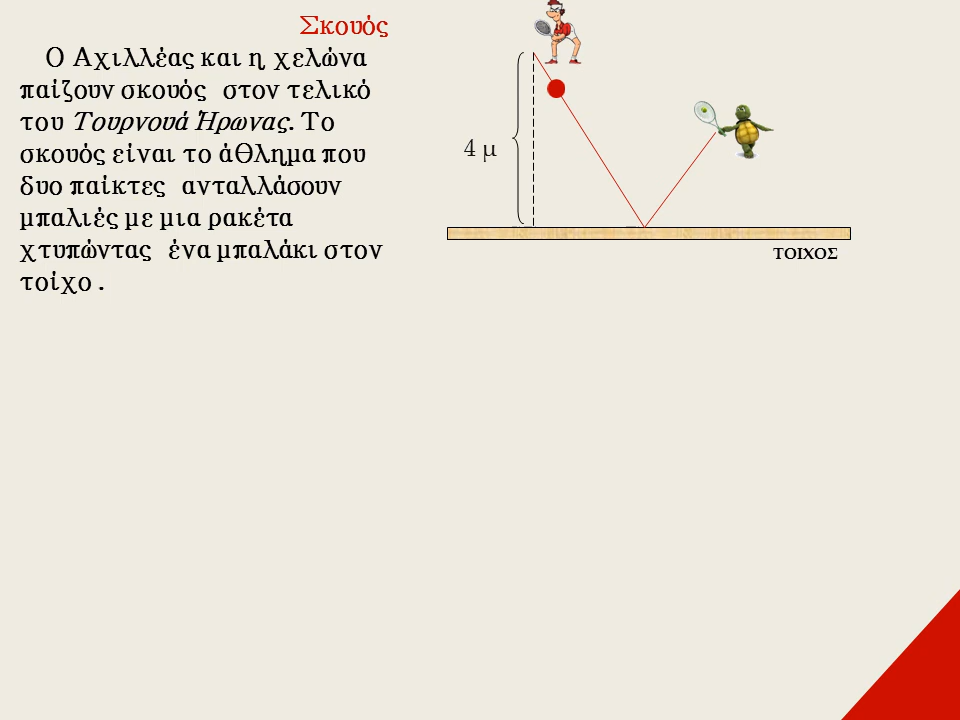 Σκουός
Ο Αχιλλέας και η χελώνα
παίζουν σκουός στον τελικό
του Τουρνουά Ήρωνας. Το
σκουός είναι το άθλημα που
δυο παίκτες ανταλλάσουν
μπαλιές με μια ρακέτα
χτυπώντας ένα μπαλάκι στον
τοίχο .
4 μ
ΤΟΙΧΟΣ